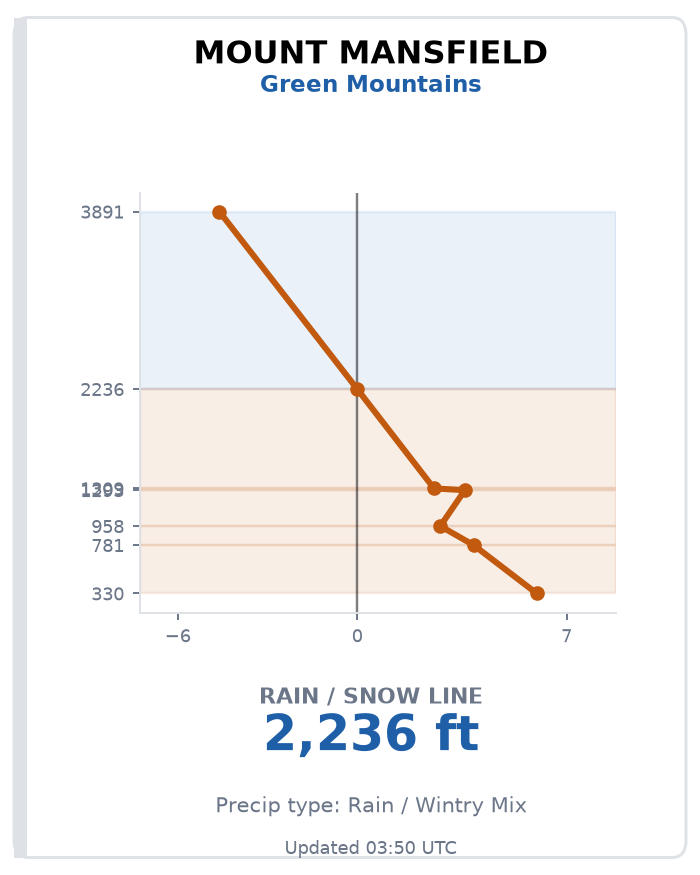 MOUNT MANSFIELD
Green Mountains
3891
2236
958
781
330
−6 0 7
RAIN / SNOW LINE
2,236 ft
Precip type: Rain / Wintry Mix
Updated 03:50 UTC